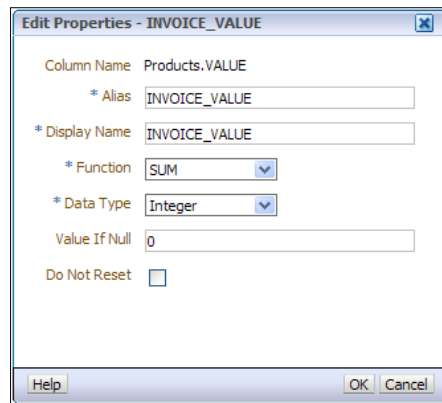 Edit Properties - INVOICE_VALUE
Column Name Products.VALUE
* Alias INVOICE_VALUE
* Display Name INVOICE_VALUE
* Function SUM
* Data Type Integer
Value If Null 0
Do Not Reset
Help OK Cancel